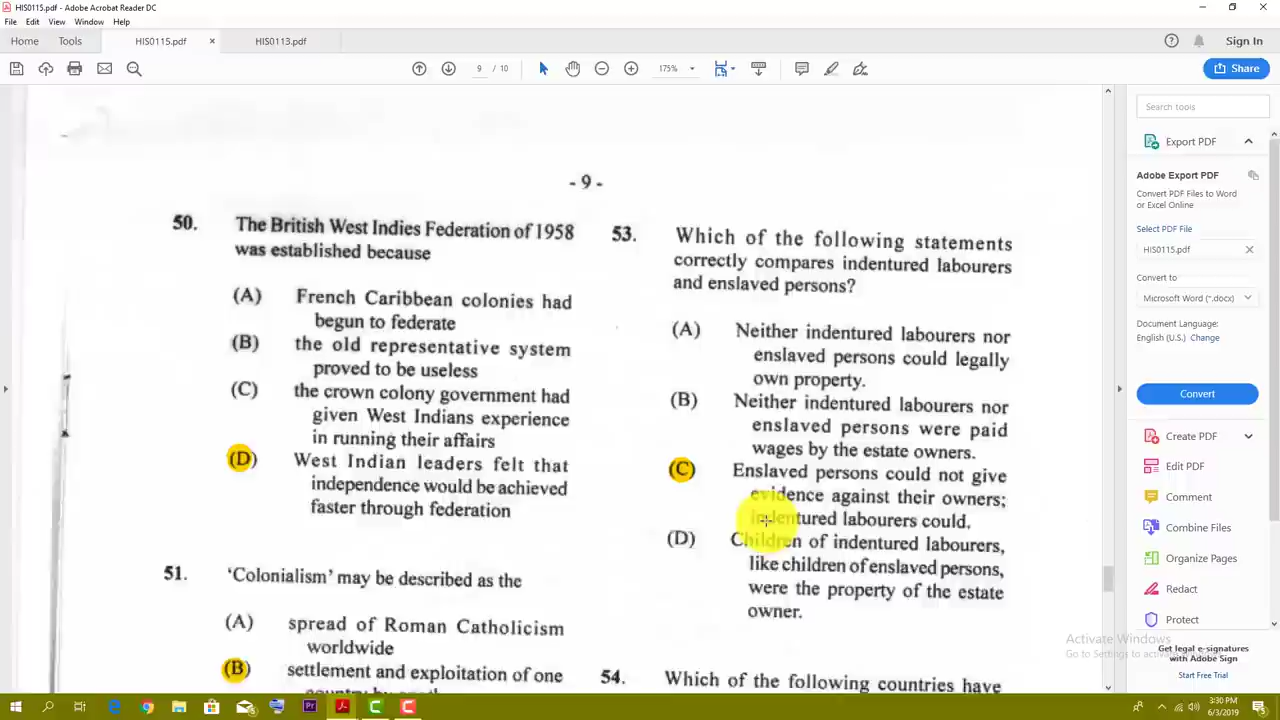 HIS0115.pdf - Adobe Acrobat Reader DC
File Edit View Window Help
Home Tools HIS0115.pdf × HIS0113.pdf Sign In
9 / 10 175% Share
- 9 -
50. The British West Indies Federation of 1958
was established because
(A) French Caribbean colonies had
begun to federate
(B) the old representative system
proved to be useless
(C) the crown colony government had
given West Indians experience
in running their affairs
(D) West Indian leaders felt that
independence would be achieved
faster through federation
51. 'Colonialism' may be described as the
(A) spread of Roman Catholicism
worldwide
(B) settlement and exploitation of one
53. Which of the following statements
correctly compares indentured labourers
and enslaved persons?
(A) Neither indentured labourers nor
enslaved persons could legally
own property.
(B) Neither indentured labourers nor
enslaved persons were paid
wages by the estate owners.
(C) Enslaved persons could not give
evidence against their owners;
indentured labourers could.
(D) Children of indentured labourers,
like children of enslaved persons,
were the property of the estate
owner.
54. Which of the following countries have
Search tools
Export PDF
Adobe Export PDF
Convert PDF Files to Word
or Excel Online
Select PDF File
HIS0115.pdf ×
Convert to
Microsoft Word (*.docx)
Document Language:
English (U.S.) Change
Convert
Create PDF
Edit PDF
Comment
Combine Files
Organize Pages
Redact
Protect
Activate Windows
Go to Settings to activate
Get legal e-signatures
with Adobe Sign
Start Free Trial
3:30 PM
6/3/2019